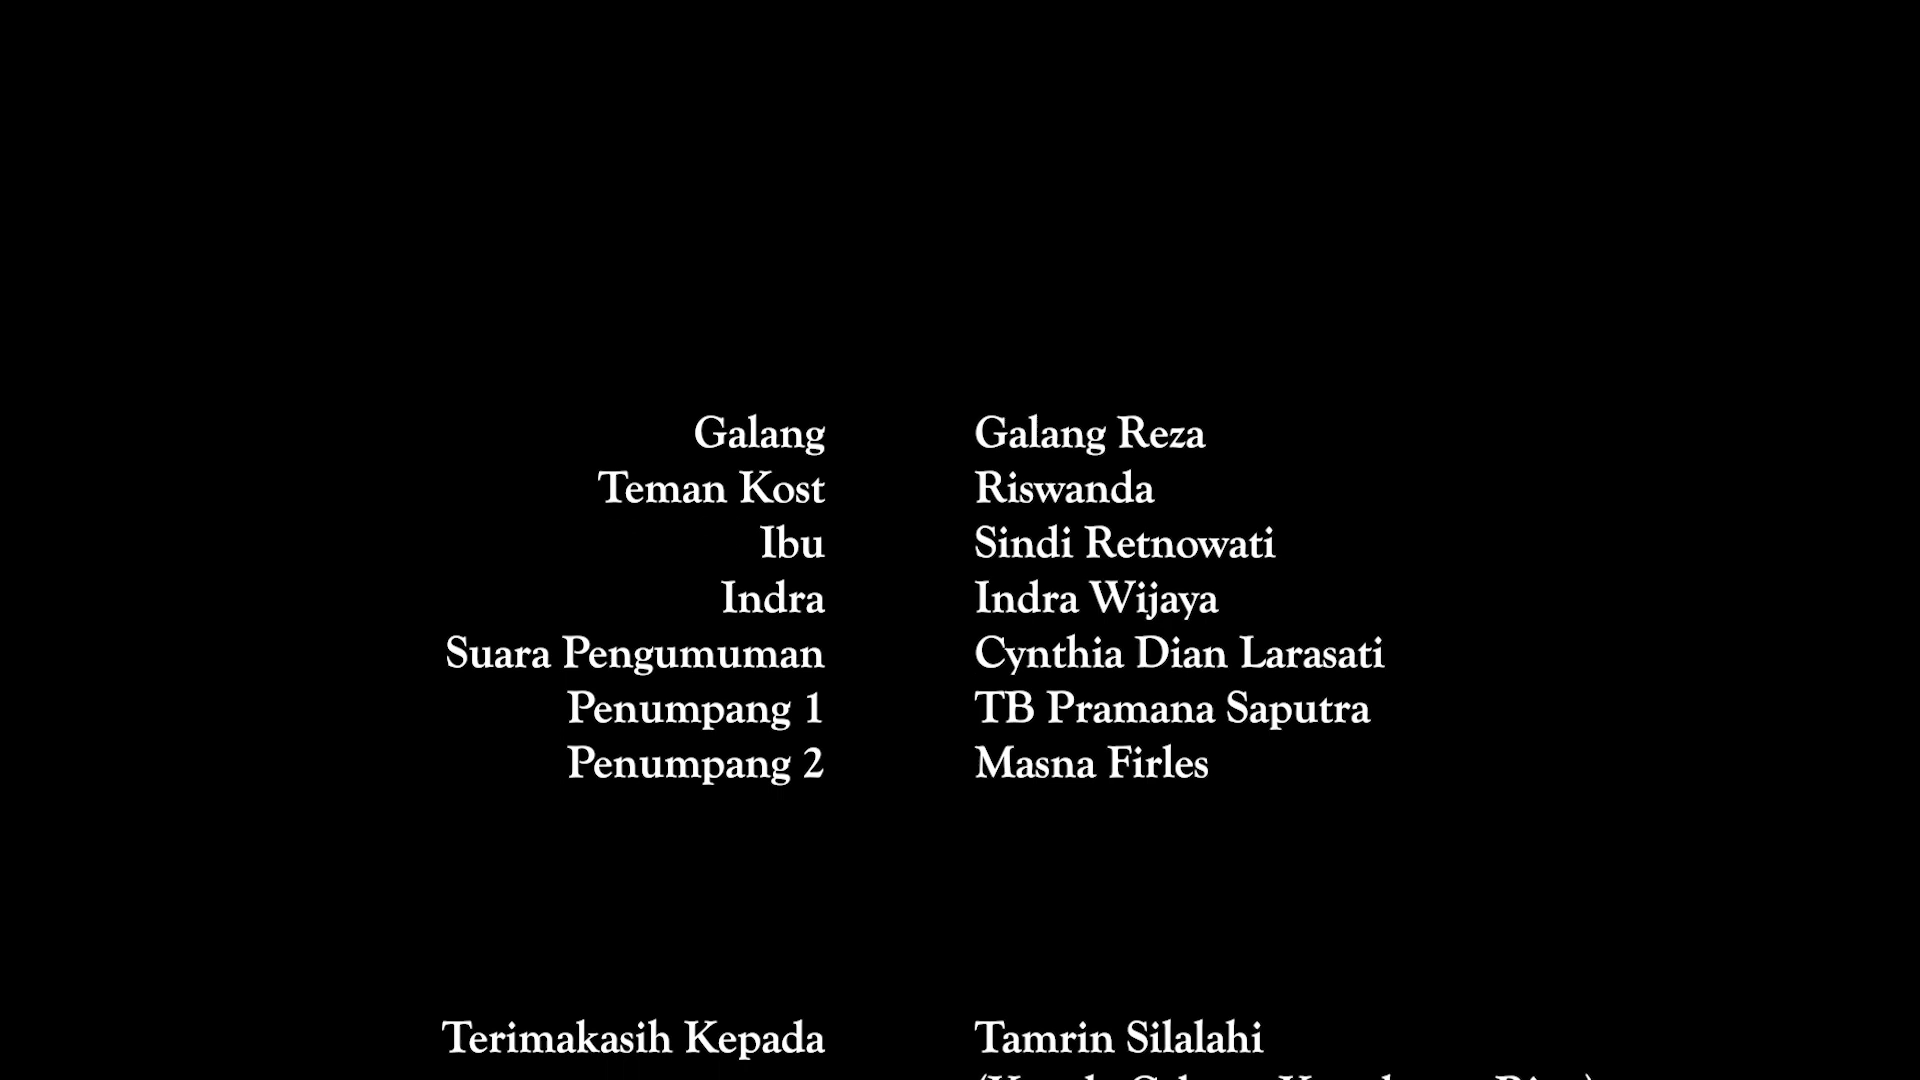 Galang Galang Reza
Teman Kost Riswanda
Ibu Sindi Retnowati
Indra Indra Wijaya
Suara Pengumuman Cynthia Dian Larasati
Penumpang 1 TB Pramana Saputra
Penumpang 2 Masna Firles
Terimakasih Kepada Tamrin Silalahi